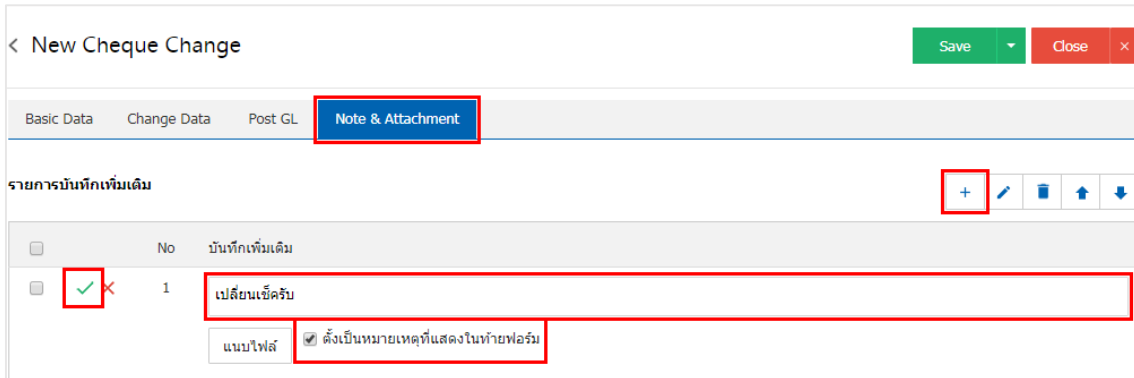 < New Cheque Change
Save
Close ×
Basic Data Change Data Post GL Note & Attachment
รายการบันทึกเพิ่มเติม
No บันทึกเพิ่มเติม
1 เปลี่ยนเช็ครับ
แนบไฟล์ ตั้งเป็นหมายเหตุที่แสดงในท้ายฟอร์ม